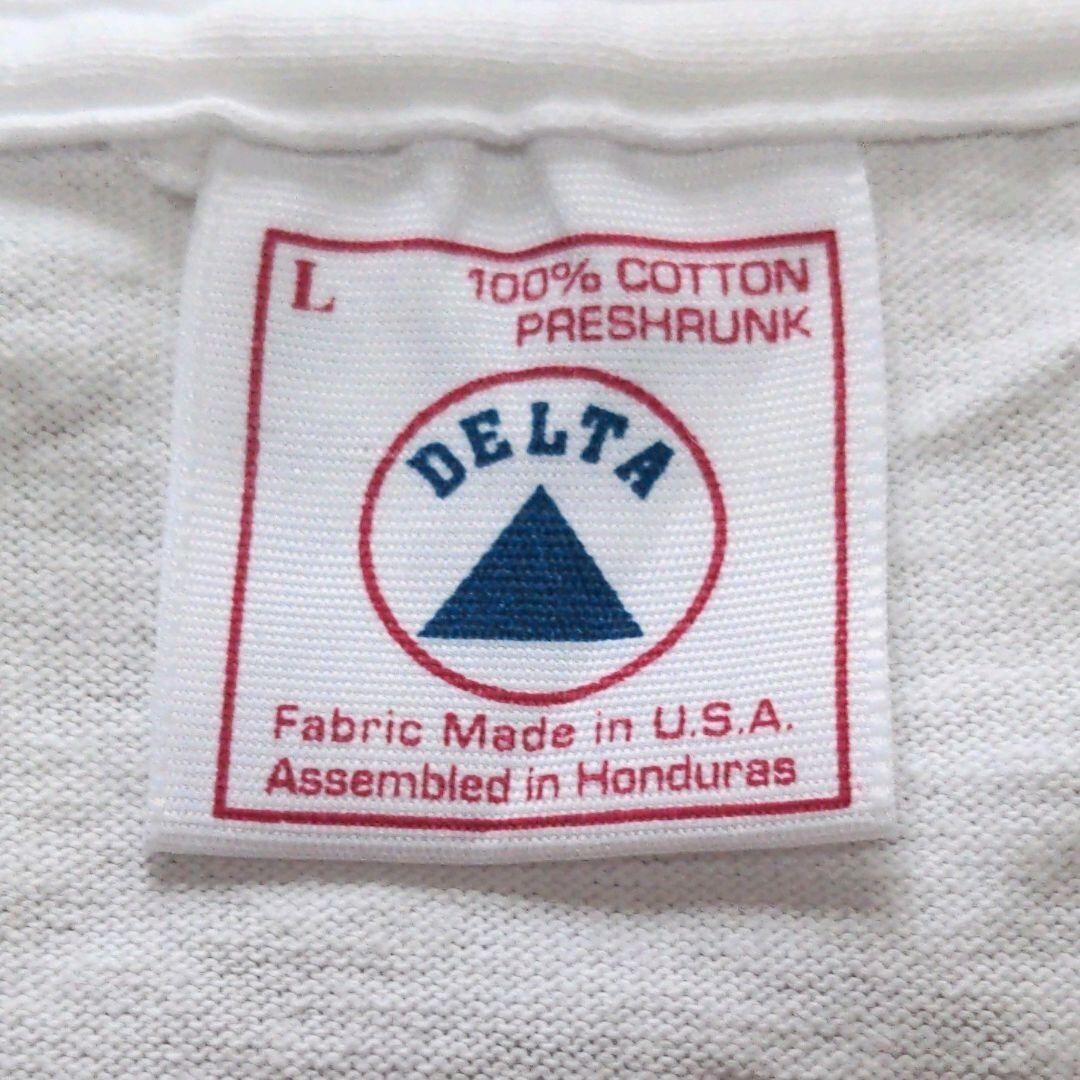 L
100% COTTON
PRESHRUNK
DELTA
Fabric Made in U.S.A.
Assembled in Honduras